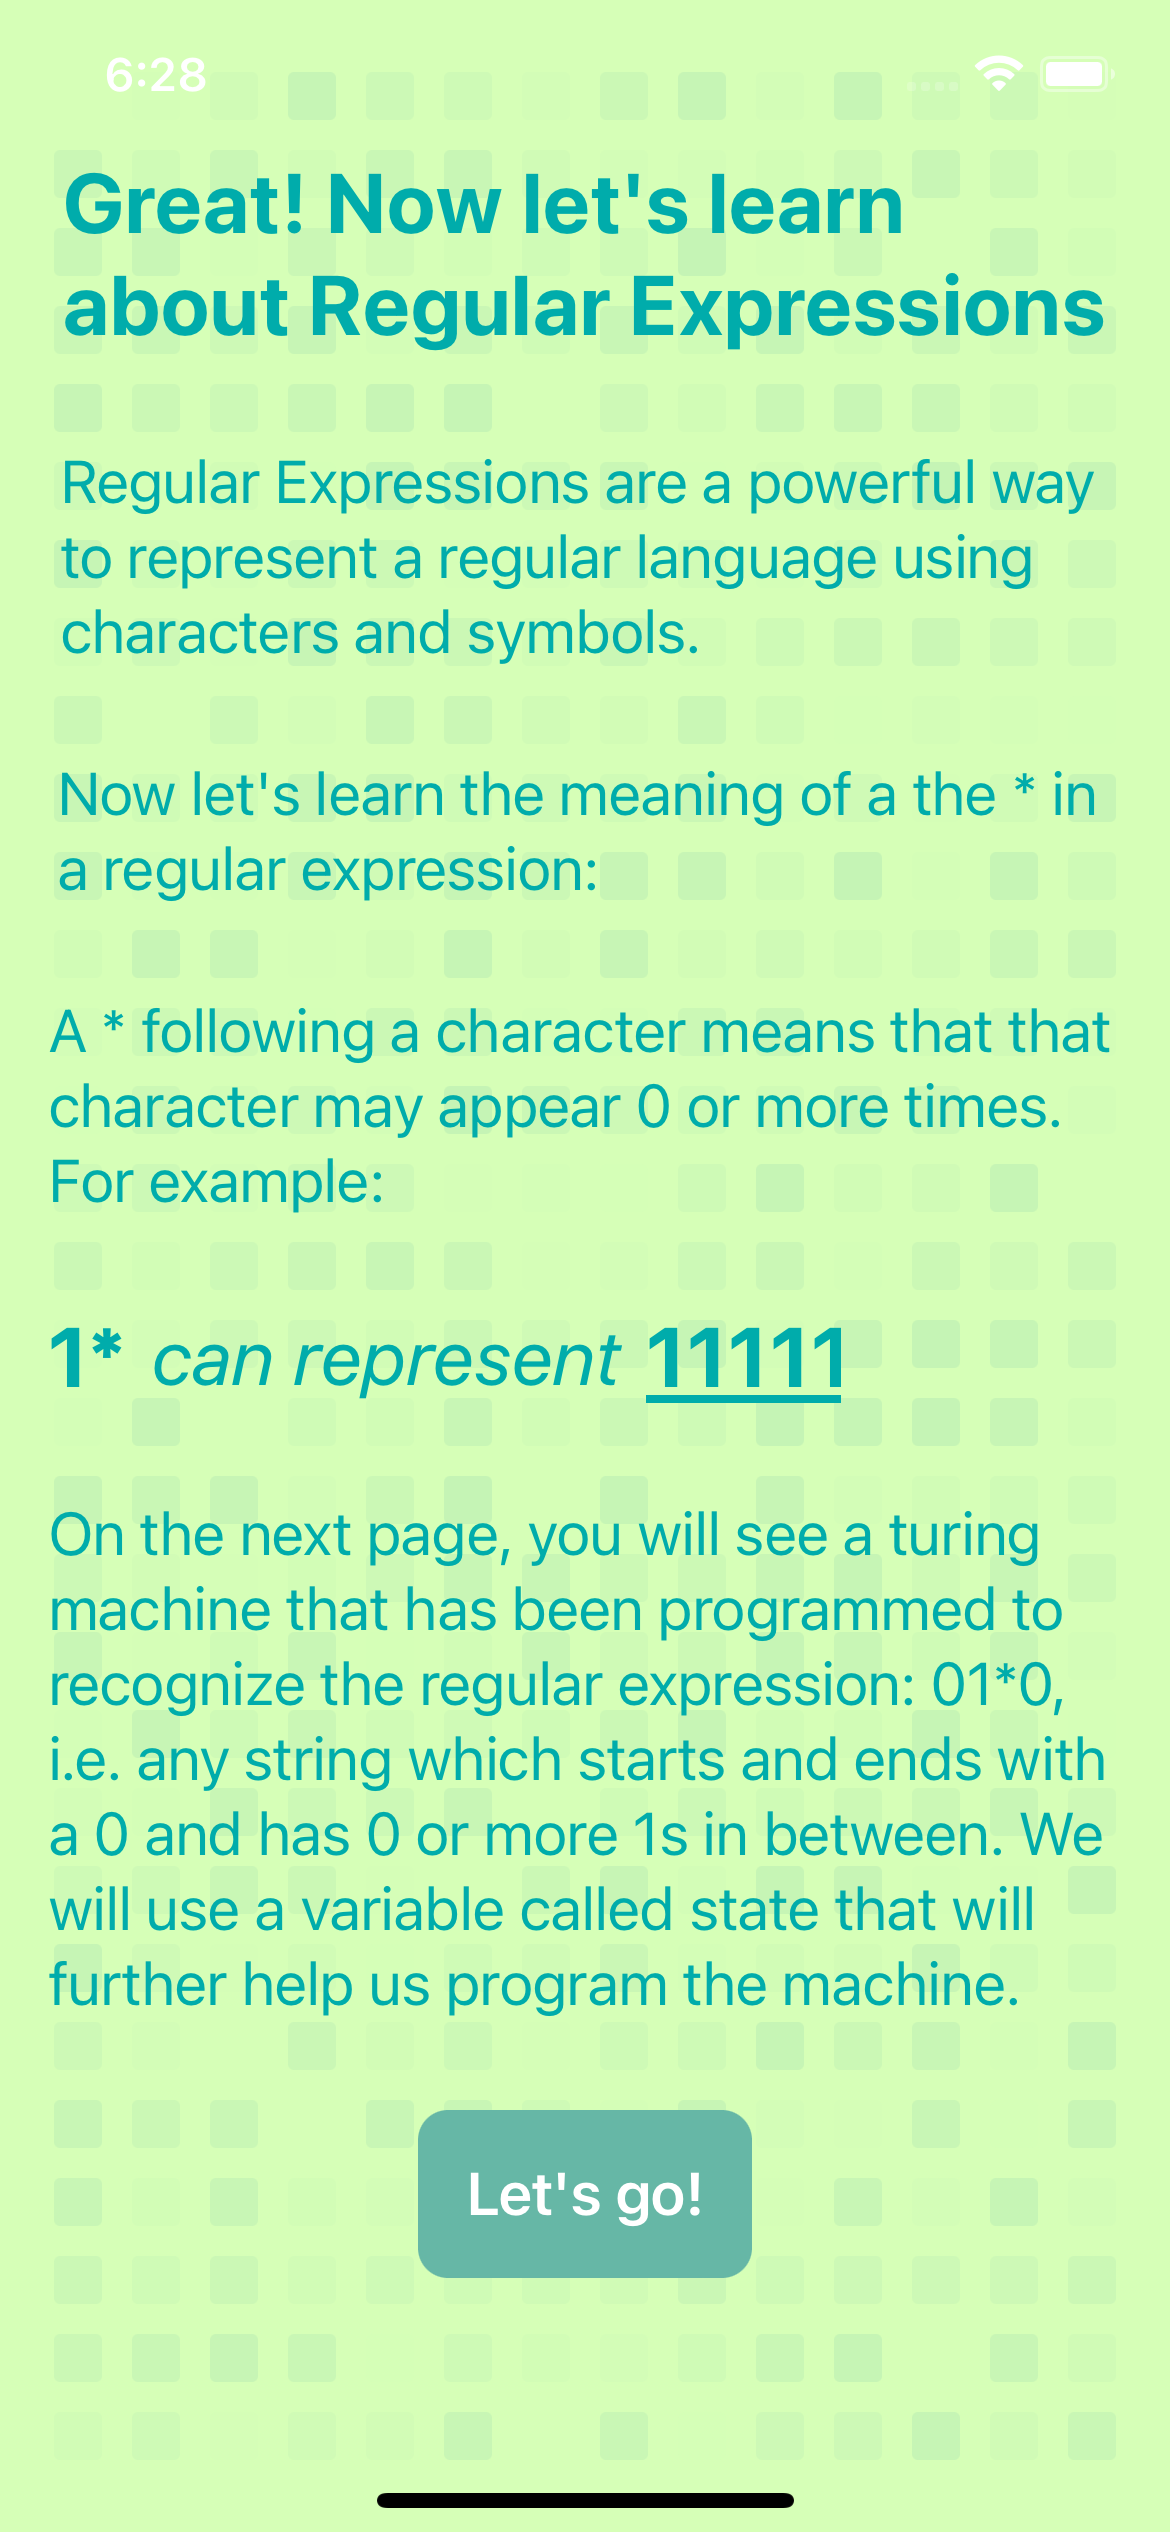 6:28
Great! Now let's learn
about Regular Expressions
Regular Expressions are a powerful way
to represent a regular language using
characters and symbols.
Now let's learn the meaning of a the * in
a regular expression:
A * following a character means that that
character may appear 0 or more times.
For example:
1* can represent 11111
On the next page, you will see a turing
machine that has been programmed to
recognize the regular expression: 01*0,
i.e. any string which starts and ends with
a 0 and has 0 or more 1s in between. We
will use a variable called state that will
further help us program the machine.
Let's go!